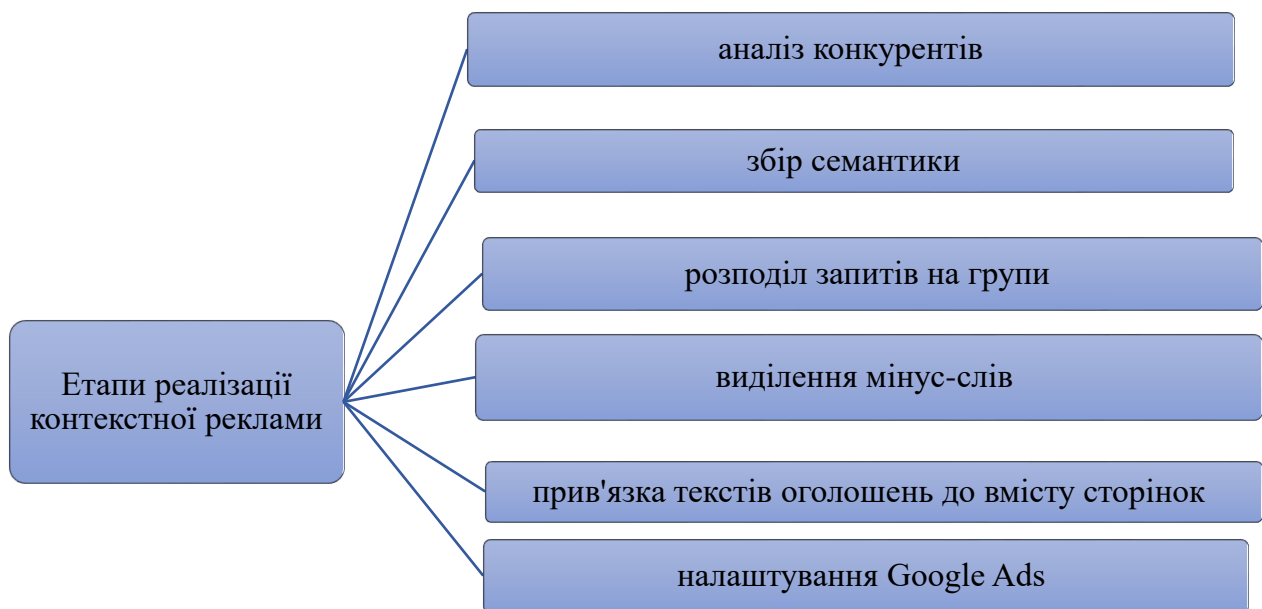 аналіз конкурентів
збір семантики
розподіл запитів на групи
Етапи реалізації
контекстної реклами
виділення мінус-слів
прив'язка текстів оголошень до вмісту сторінок
налаштування Google Ads